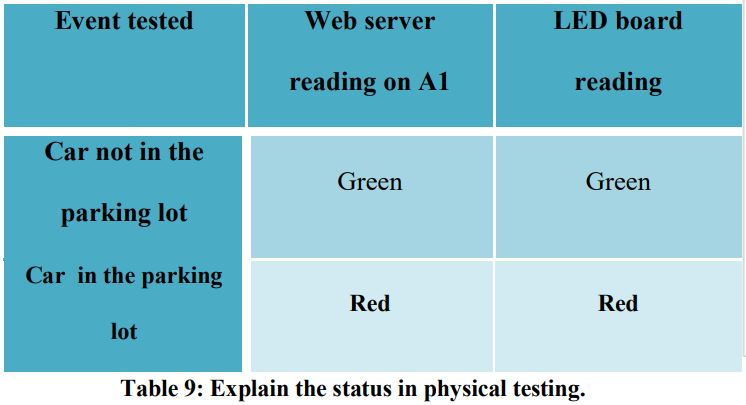 Event tested
Web server
reading on A1
LED board
reading
Car not in the
parking lot
Green
Green
Car in the parking
lot
Red
Red
Table 9: Explain the status in physical testing.